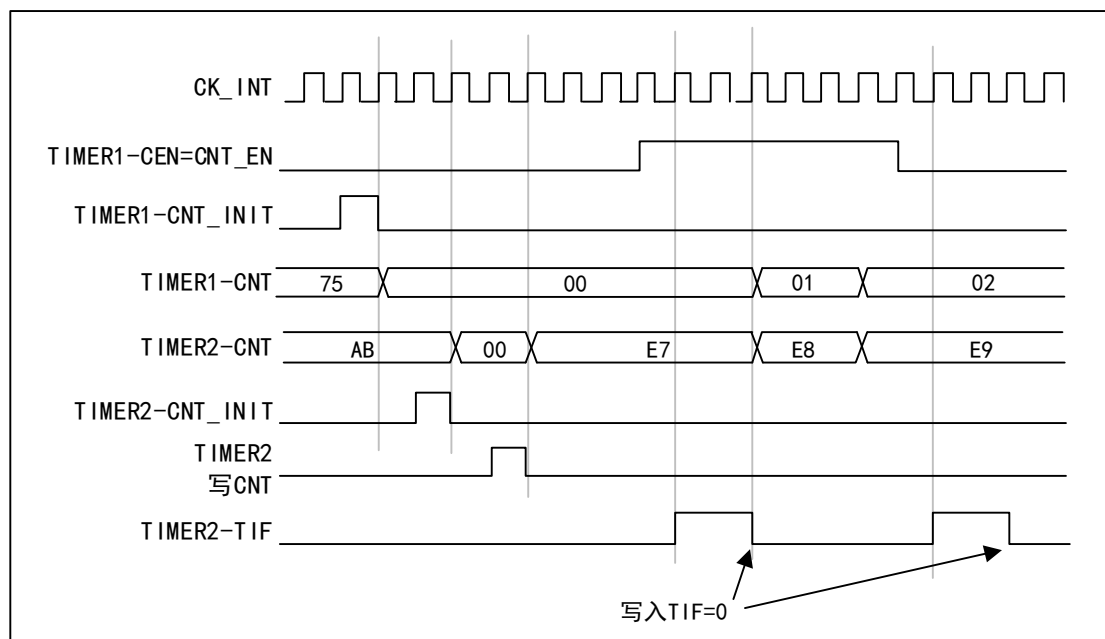 CK_INT
TIMER1-CEN=CNT_EN
TIMER1-CNT_INIT
TIMER1-CNT 75 00 01 02
TIMER2-CNT AB 00 E7 E8 E9
TIMER2-CNT_INIT
TIMER2
写CNT
TIMER2-TIF
写入TIF=0